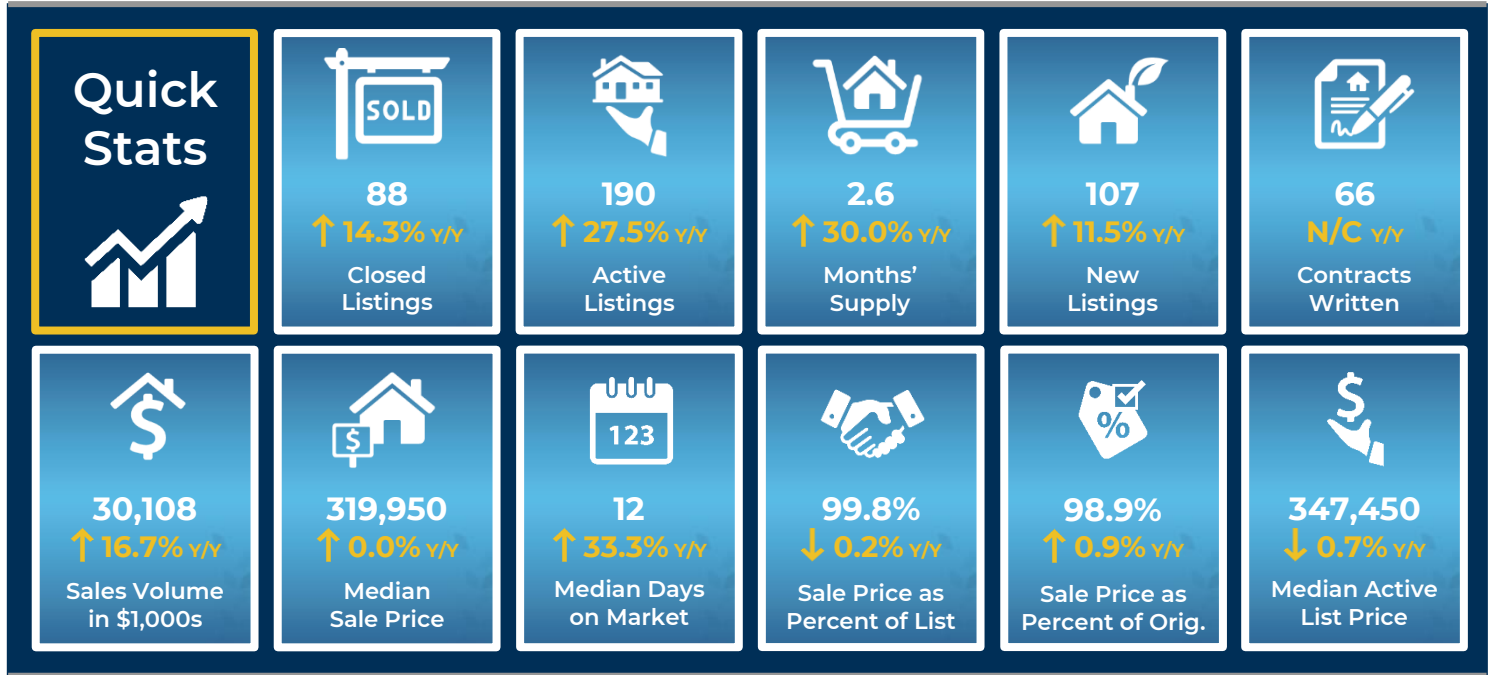 Quick
Stats
SOLD
88
↑ 14.3% Y/Y
Closed
Listings
190
↑ 27.5% Y/Y
Active
Listings
2.6
↑ 30.0% Y/Y
Months’
Supply
107
↑ 11.5% Y/Y
New
Listings
66
N/C Y/Y
Contracts
Written
$
30,108
↑ 16.7% Y/Y
Sales Volume
in $1,000s
$
319,950
↑ 0.0% Y/Y
Median
Sale Price
123
12
↑ 33.3% Y/Y
Median Days
on Market
99.8%
↓ 0.2% Y/Y
Sale Price as
Percent of List
%
98.9%
↑ 0.9% Y/Y
Sale Price as
Percent of Orig.
$
347,450
↓ 0.7% Y/Y
Median Active
List Price